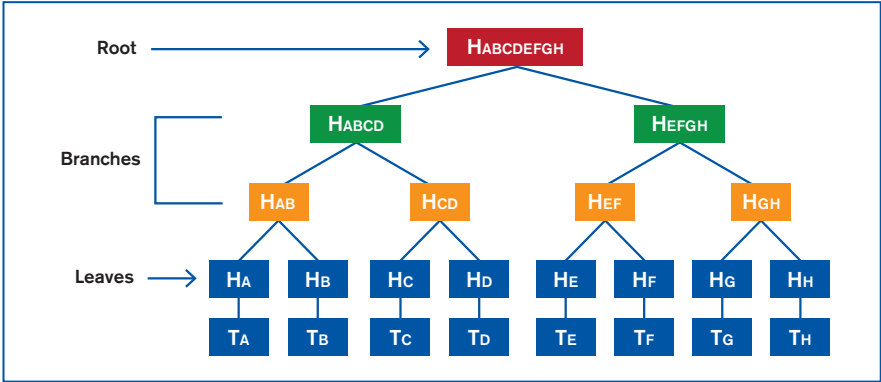 Root
HABCDEFGH
HABCD
HEFGH
Branches
HAB
HCD
HEF
HGH
Leaves
HA
HB
HC
HD
HE
HF
HG
HH
TA
TB
TC
TD
TE
TF
TG
TH